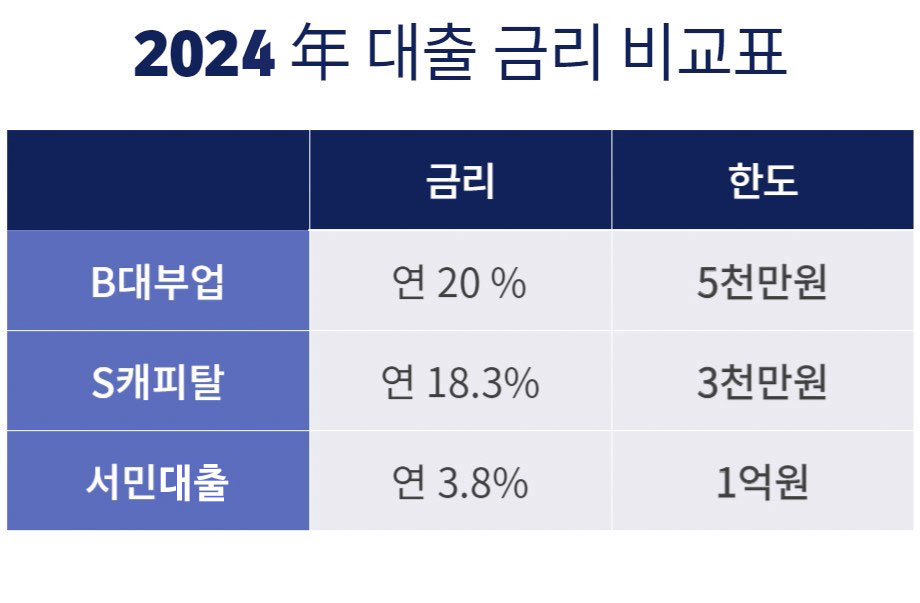 2024 年 대출 금리 비교표
금리 한도
B대부업 연 20 % 5천만원
S캐피탈 연 18.3% 3천만원
서민대출 연 3.8% 1억원